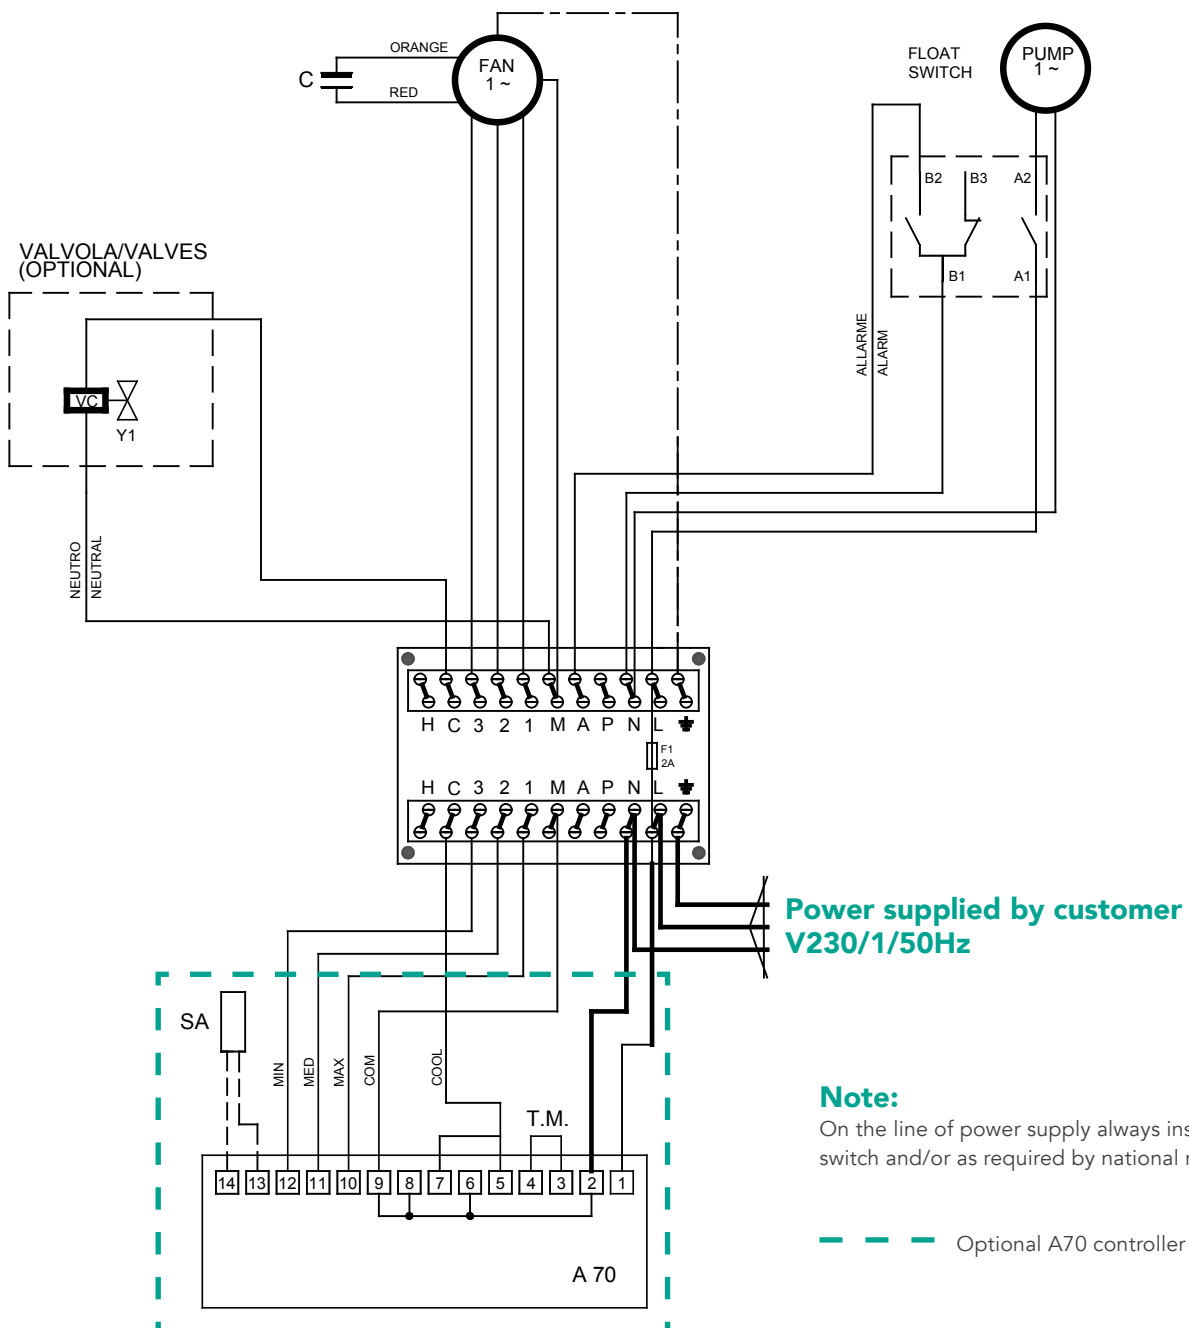 ORANGE
C
RED
FAN
1 ~
FLOAT
SWITCH
PUMP
1 ~
B2
B3
A2
B1
A1
VALVOLA/VALVES
(OPTIONAL)
VC
Y1
ALLARME
ALARM
NEUTRO
NEUTRAL
H C 3 2 1 M A P N L
F1
2A
H C 3 2 1 M A P N L
Power supplied by customer
V230/1/50Hz
SA
MIN
MED
MAX
COM
COOL
T.M.
14 13 12 11 10 9 8 7 6 5 4 3 2 1
A 70
Note:
On the line of power supply always ins
switch and/or as required by national
Optional A70 controller